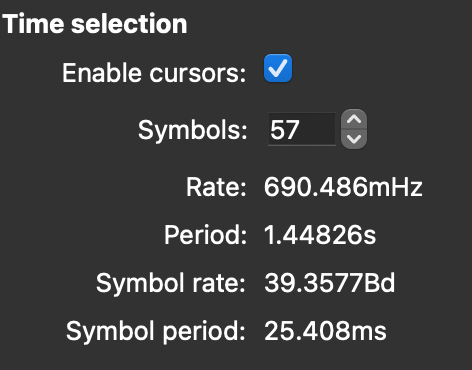 Time selection
Enable cursors:
Symbols: 57
Rate: 690.486mHz
Period: 1.44826s
Symbol rate: 39.3577Bd
Symbol period: 25.408ms